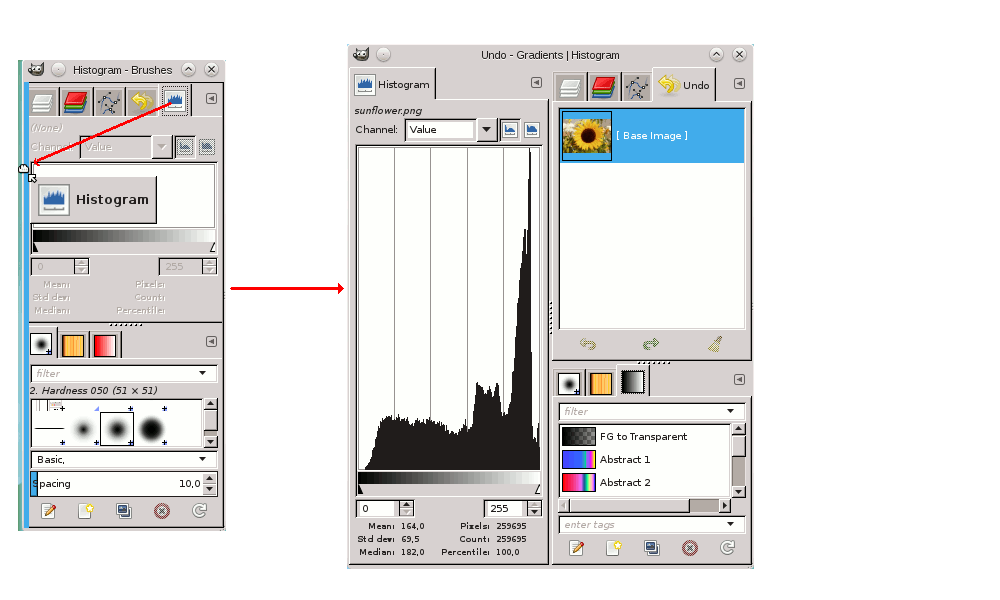 Histogram - Brushes
(None)
Channel: Value
Histogram
0 255
Mean: Pixels:
Std dev: Count:
Median: Percentile:
filter
2. Hardness 050 (51 × 51)
Basic,
Spacing 10,0
Undo - Gradients | Histogram
Histogram
sunflower.png
Channel: Value
0 255
Mean: 164,0 Pixels: 259695
Std dev: 69,5 Count: 259695
Median: 182,0 Percentile: 100,0
Undo
[ Base Image ]
filter
FG to Transparent
Abstract 1
Abstract 2
enter tags